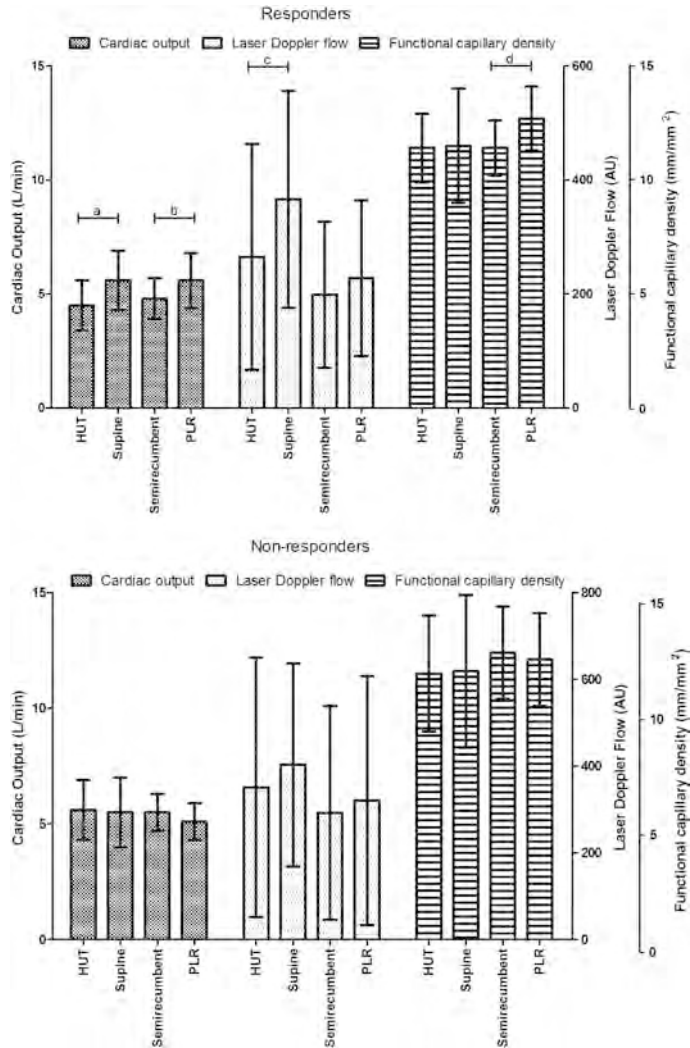 Responders
Cardiac output Laser Doppler flow Functional capillary density
15
10
5
0
Cardiac Output (L/min)
a
b
c
d
600
400
200
0
Laser Doppler Flow (AU)
15
10
5
0
Functional capillary density (mm/mm²)
HUT
Supine
Semirecumbent
PLR
HUT
Supine
Semirecumbent
PLR
HUT
Supine
Semirecumbent
PLR
Non-responders
Cardiac output Laser Doppler flow Functional capillary density
15
10
5
0
Cardiac Output (L/min)
800
600
400
200
0
Laser Doppler Flow (AU)
15
10
5
0
Functional capillary density (mm/mm²)
HUT
Supine
Semirecumbent
PLR
HUT
Supine
Semirecumbent
PLR
HUT
Supine
Semirecumbent
PLR